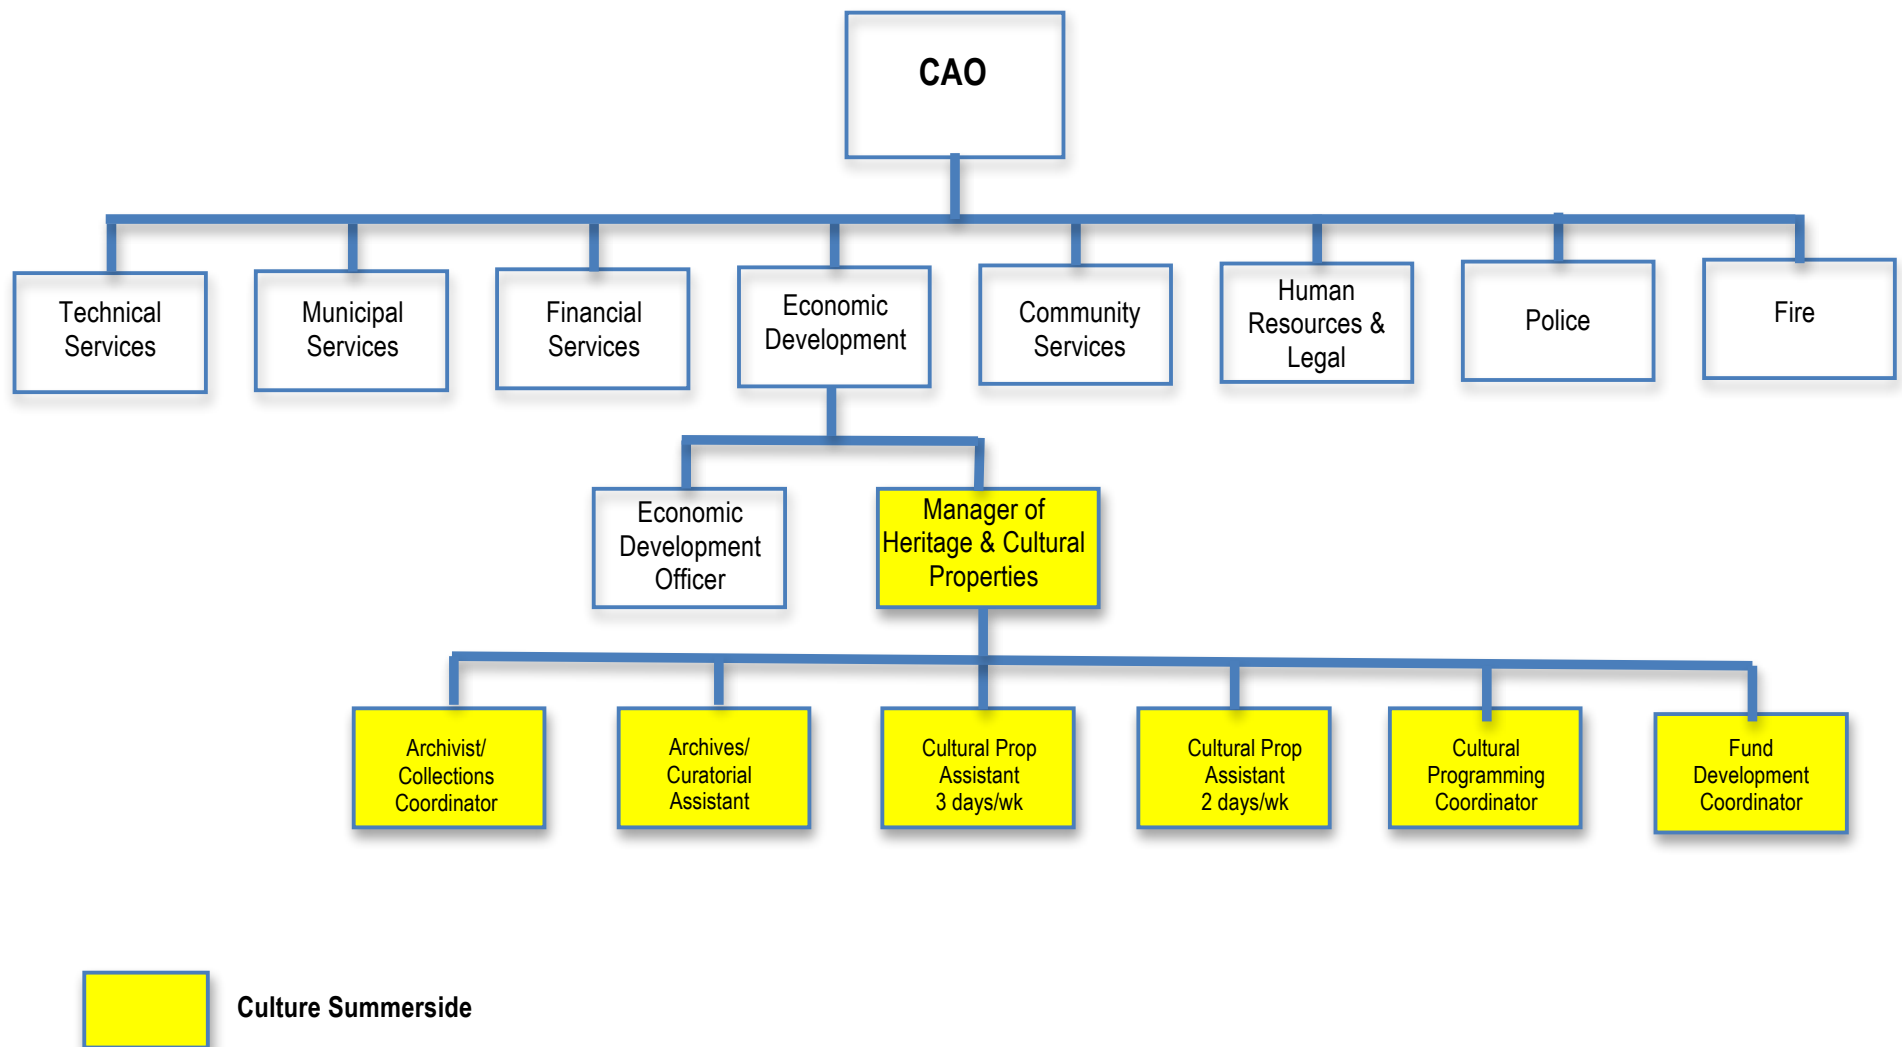 CAO
Technical
Services
Municipal
Services
Financial
Services
Economic
Development
Community
Services
Human
Resources &
Legal
Police
Fire
Economic
Development
Officer
Manager of
Heritage & Cultural
Properties
Archivist/
Collections
Coordinator
Archives/
Curatorial
Assistant
Cultural Prop
Assistant
3 days/wk
Cultural Prop
Assistant
2 days/wk
Cultural
Programming
Coordinator
Fund
Development
Coordinator
Culture Summerside